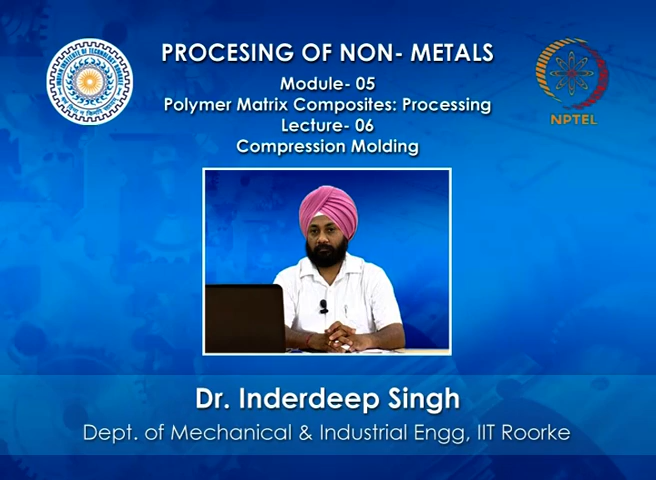 PROCESING OF NON- METALS
Module- 05
Polymer Matrix Composites: Processing
Lecture- 06
Compression Molding
NPTEL
Dr. Inderdeep Singh
Dept. of Mechanical & Industrial Engg, IIT Roorke